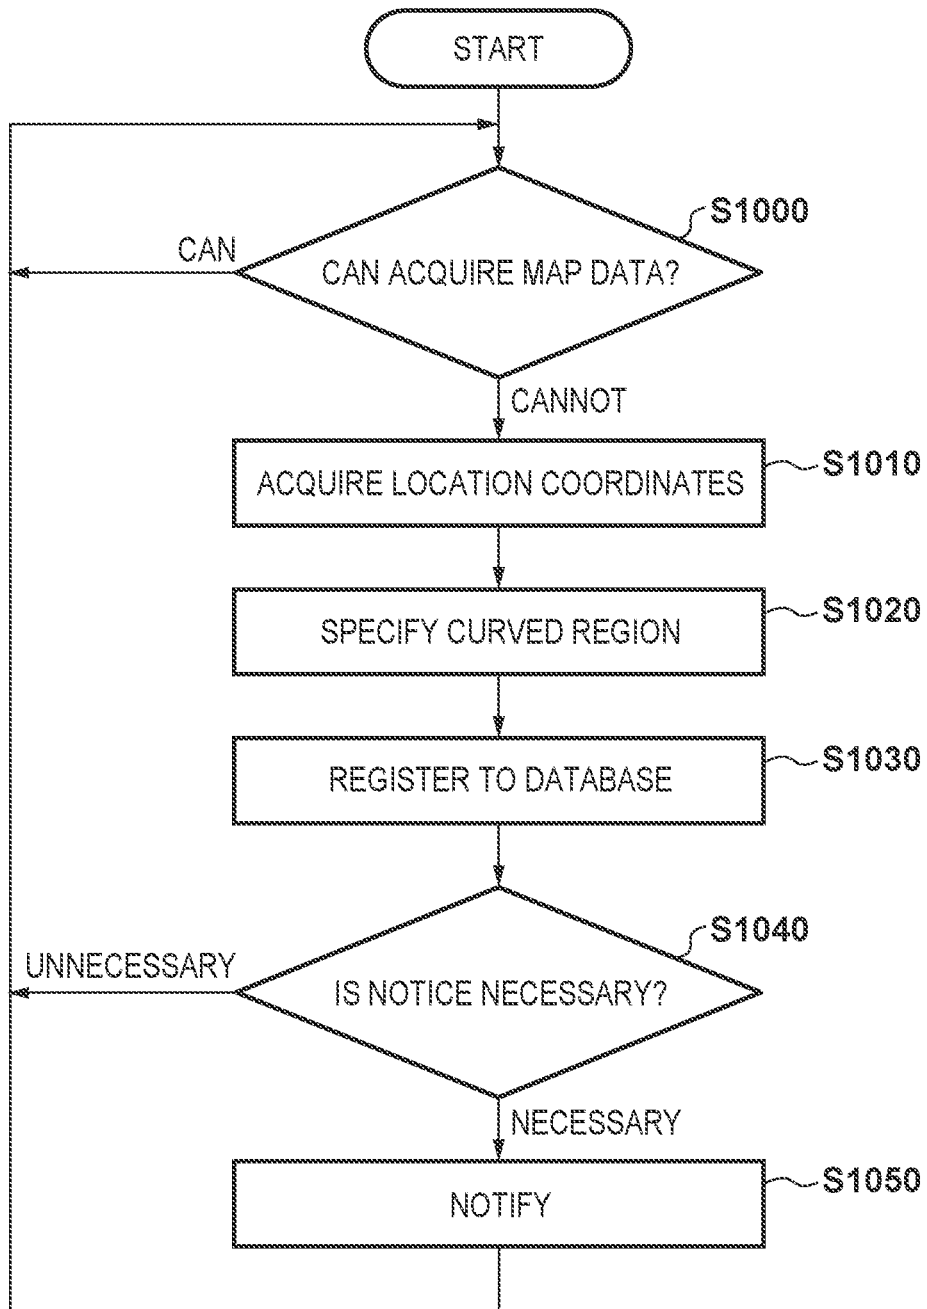 START
S1000
CAN
CAN ACQUIRE MAP DATA?
CANNOT
ACQUIRE LOCATION COORDINATES
S1010
SPECIFY CURVED REGION
S1020
REGISTER TO DATABASE
S1030
S1040
UNNECESSARY
IS NOTICE NECESSARY?
NECESSARY
NOTIFY
S1050